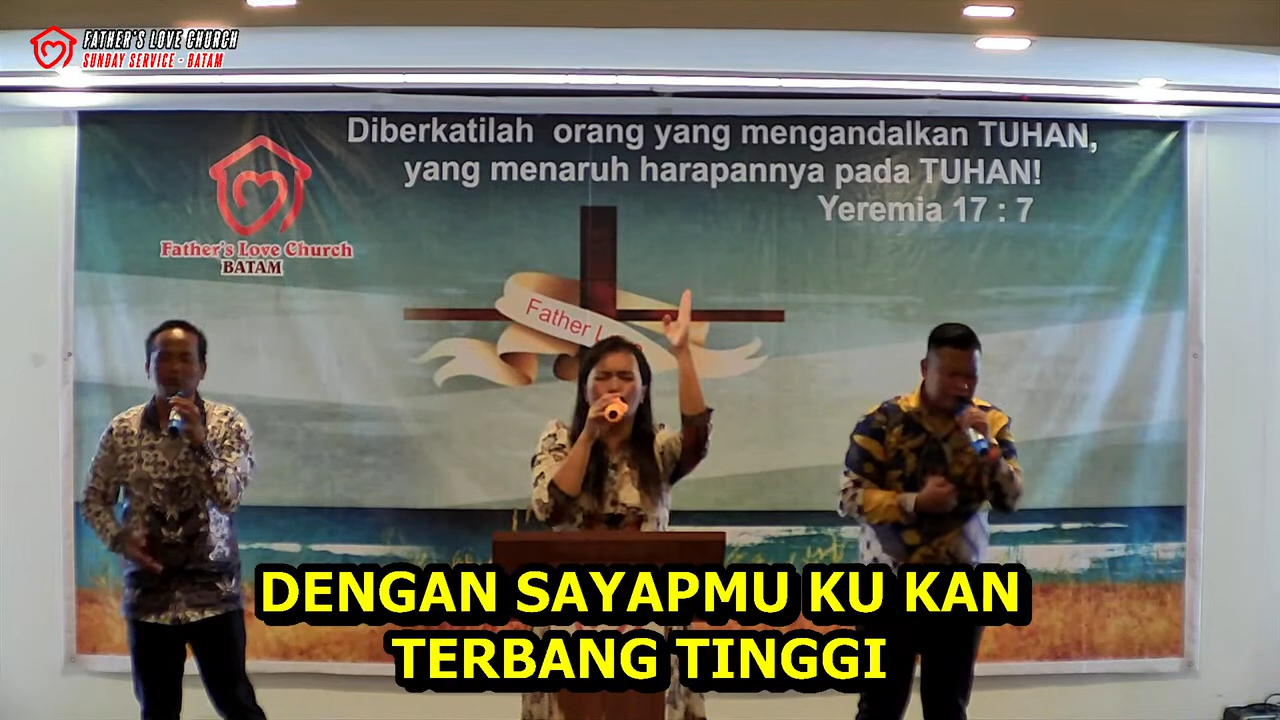 FATHER'S LOVE CHURCH
SUNDAY SERVICE - BATAM
Diberkatilah orang yang mengandalkan TUHAN,
yang menaruh harapannya pada TUHAN!
Yeremia 17 : 7
Father's Love Church
BATAM
Father
DENGAN SAYAPMU KU KAN
TERBANG TINGGI